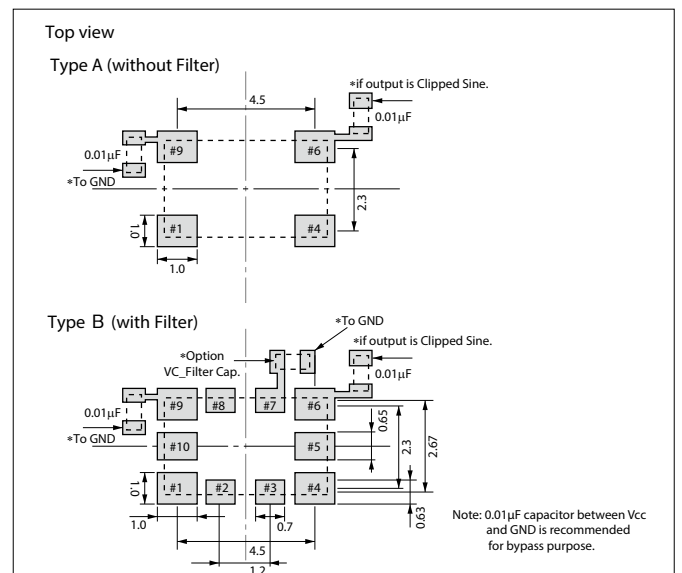 Top view
Type A (without Filter)
*if output is Clipped Sine.
4.5
0.01μF
#9
#6
0.01μF
*To GND
2.3
#1
#4
1.0
1.0
Type B (with Filter)
*To GND
*if output is Clipped Sine.
*Option
VC_Filter Cap.
0.01μF
#9
#8
#7
#6
0.01μF
*To GND
#10
#5
0.65
2.3
2.67
#1
#2
#3
#4
1.0
1.0
0.7
0.63
4.5
1.2
Note: 0.01μF capacitor between Vcc
and GND is recommended
for bypass purpose.